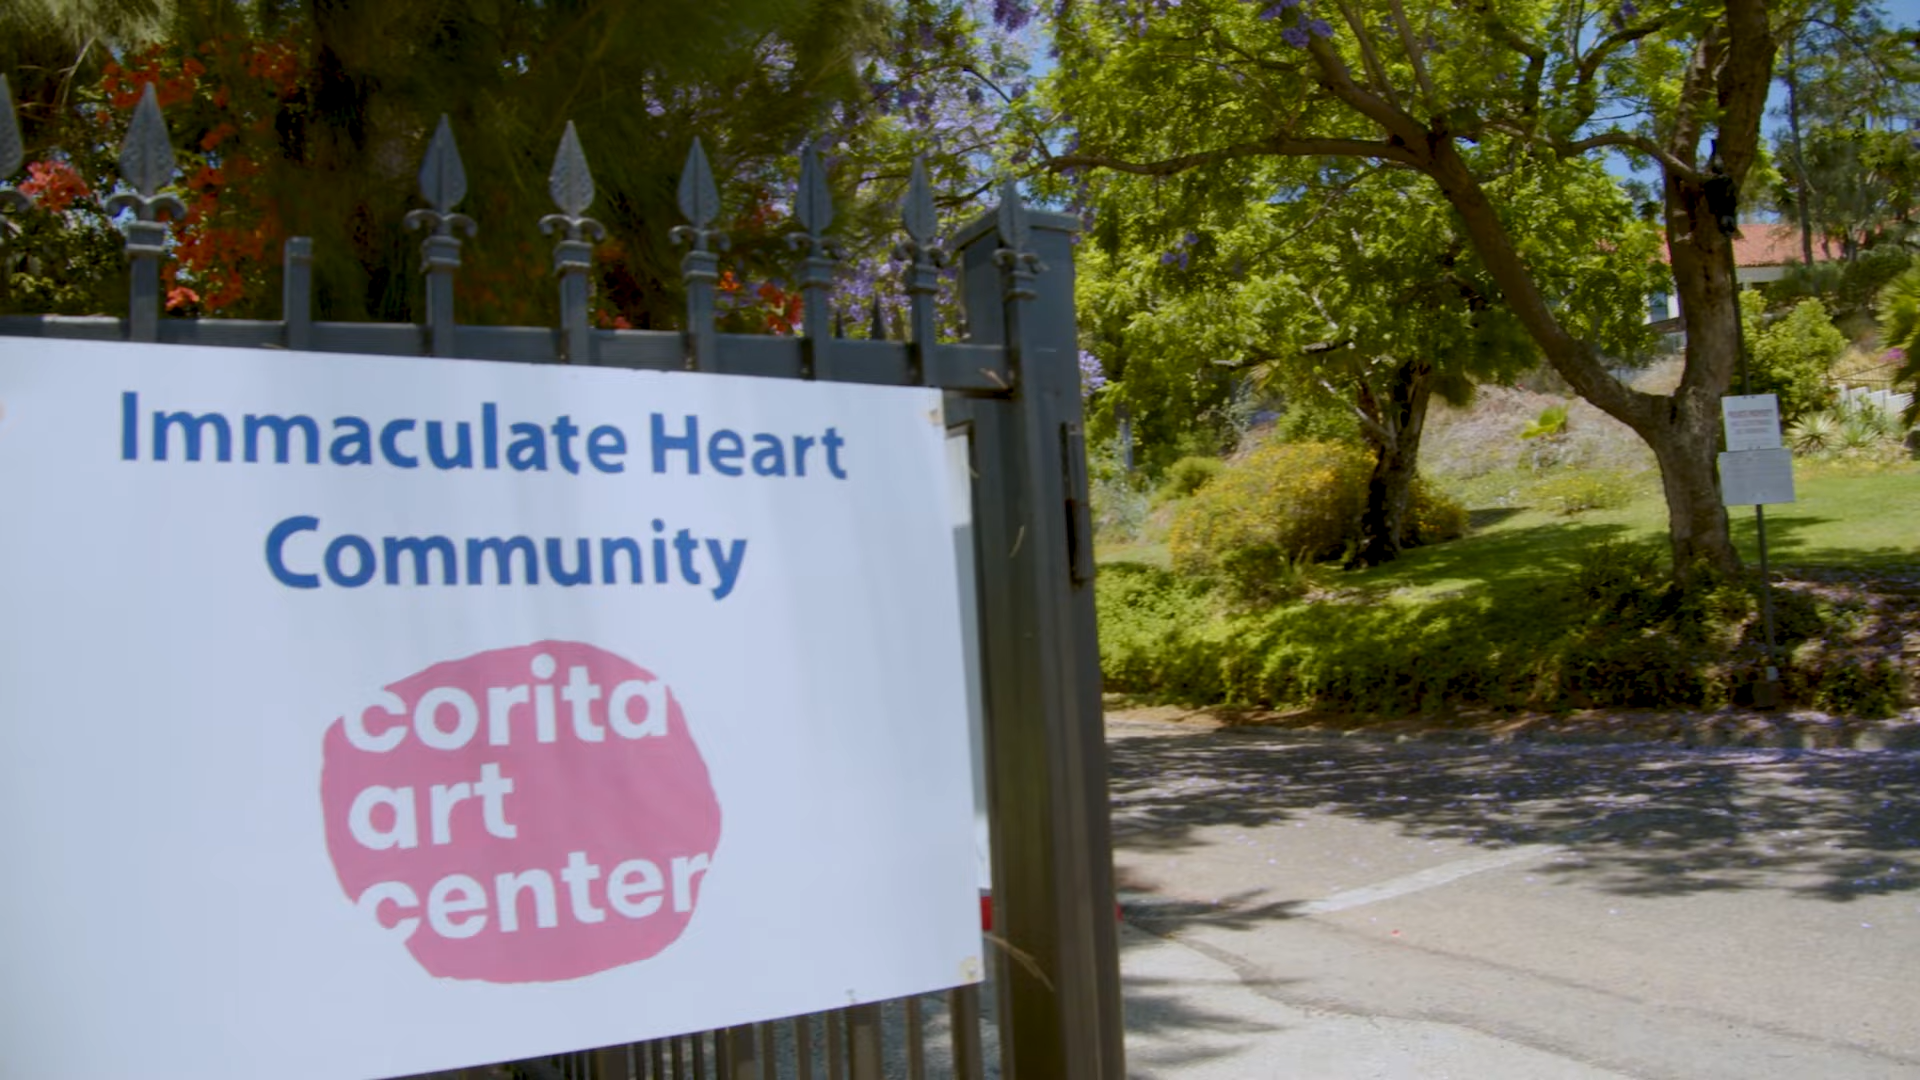 Immaculate Heart
Community
corita
art
center